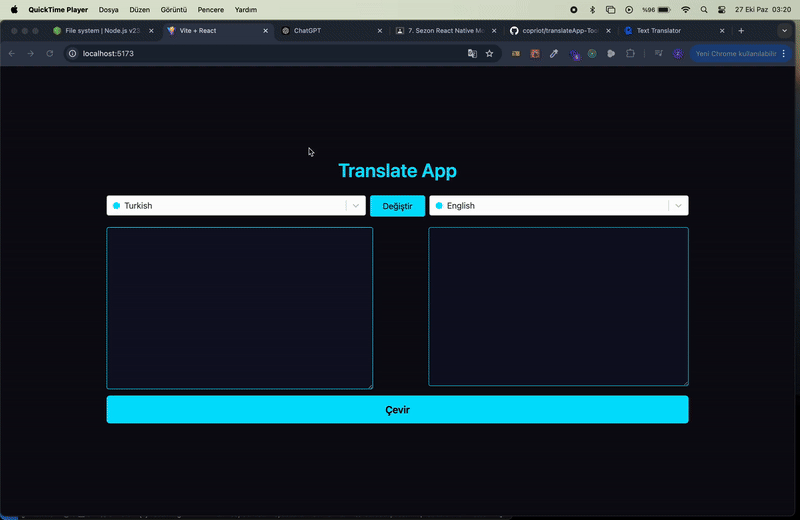 QuickTime Player Dosya Düzen Görüntü Pencere Yardım %96 27 Eki Paz 03:20
File system | Node.js v23 Vite + React ChatGPT 7. Sezon React Native Mo copriot/translateApp-Too Text Translator
localhost:5173 Yeni Chrome kullanılabilir
Translate App
Turkish Değiştir English
Çevir